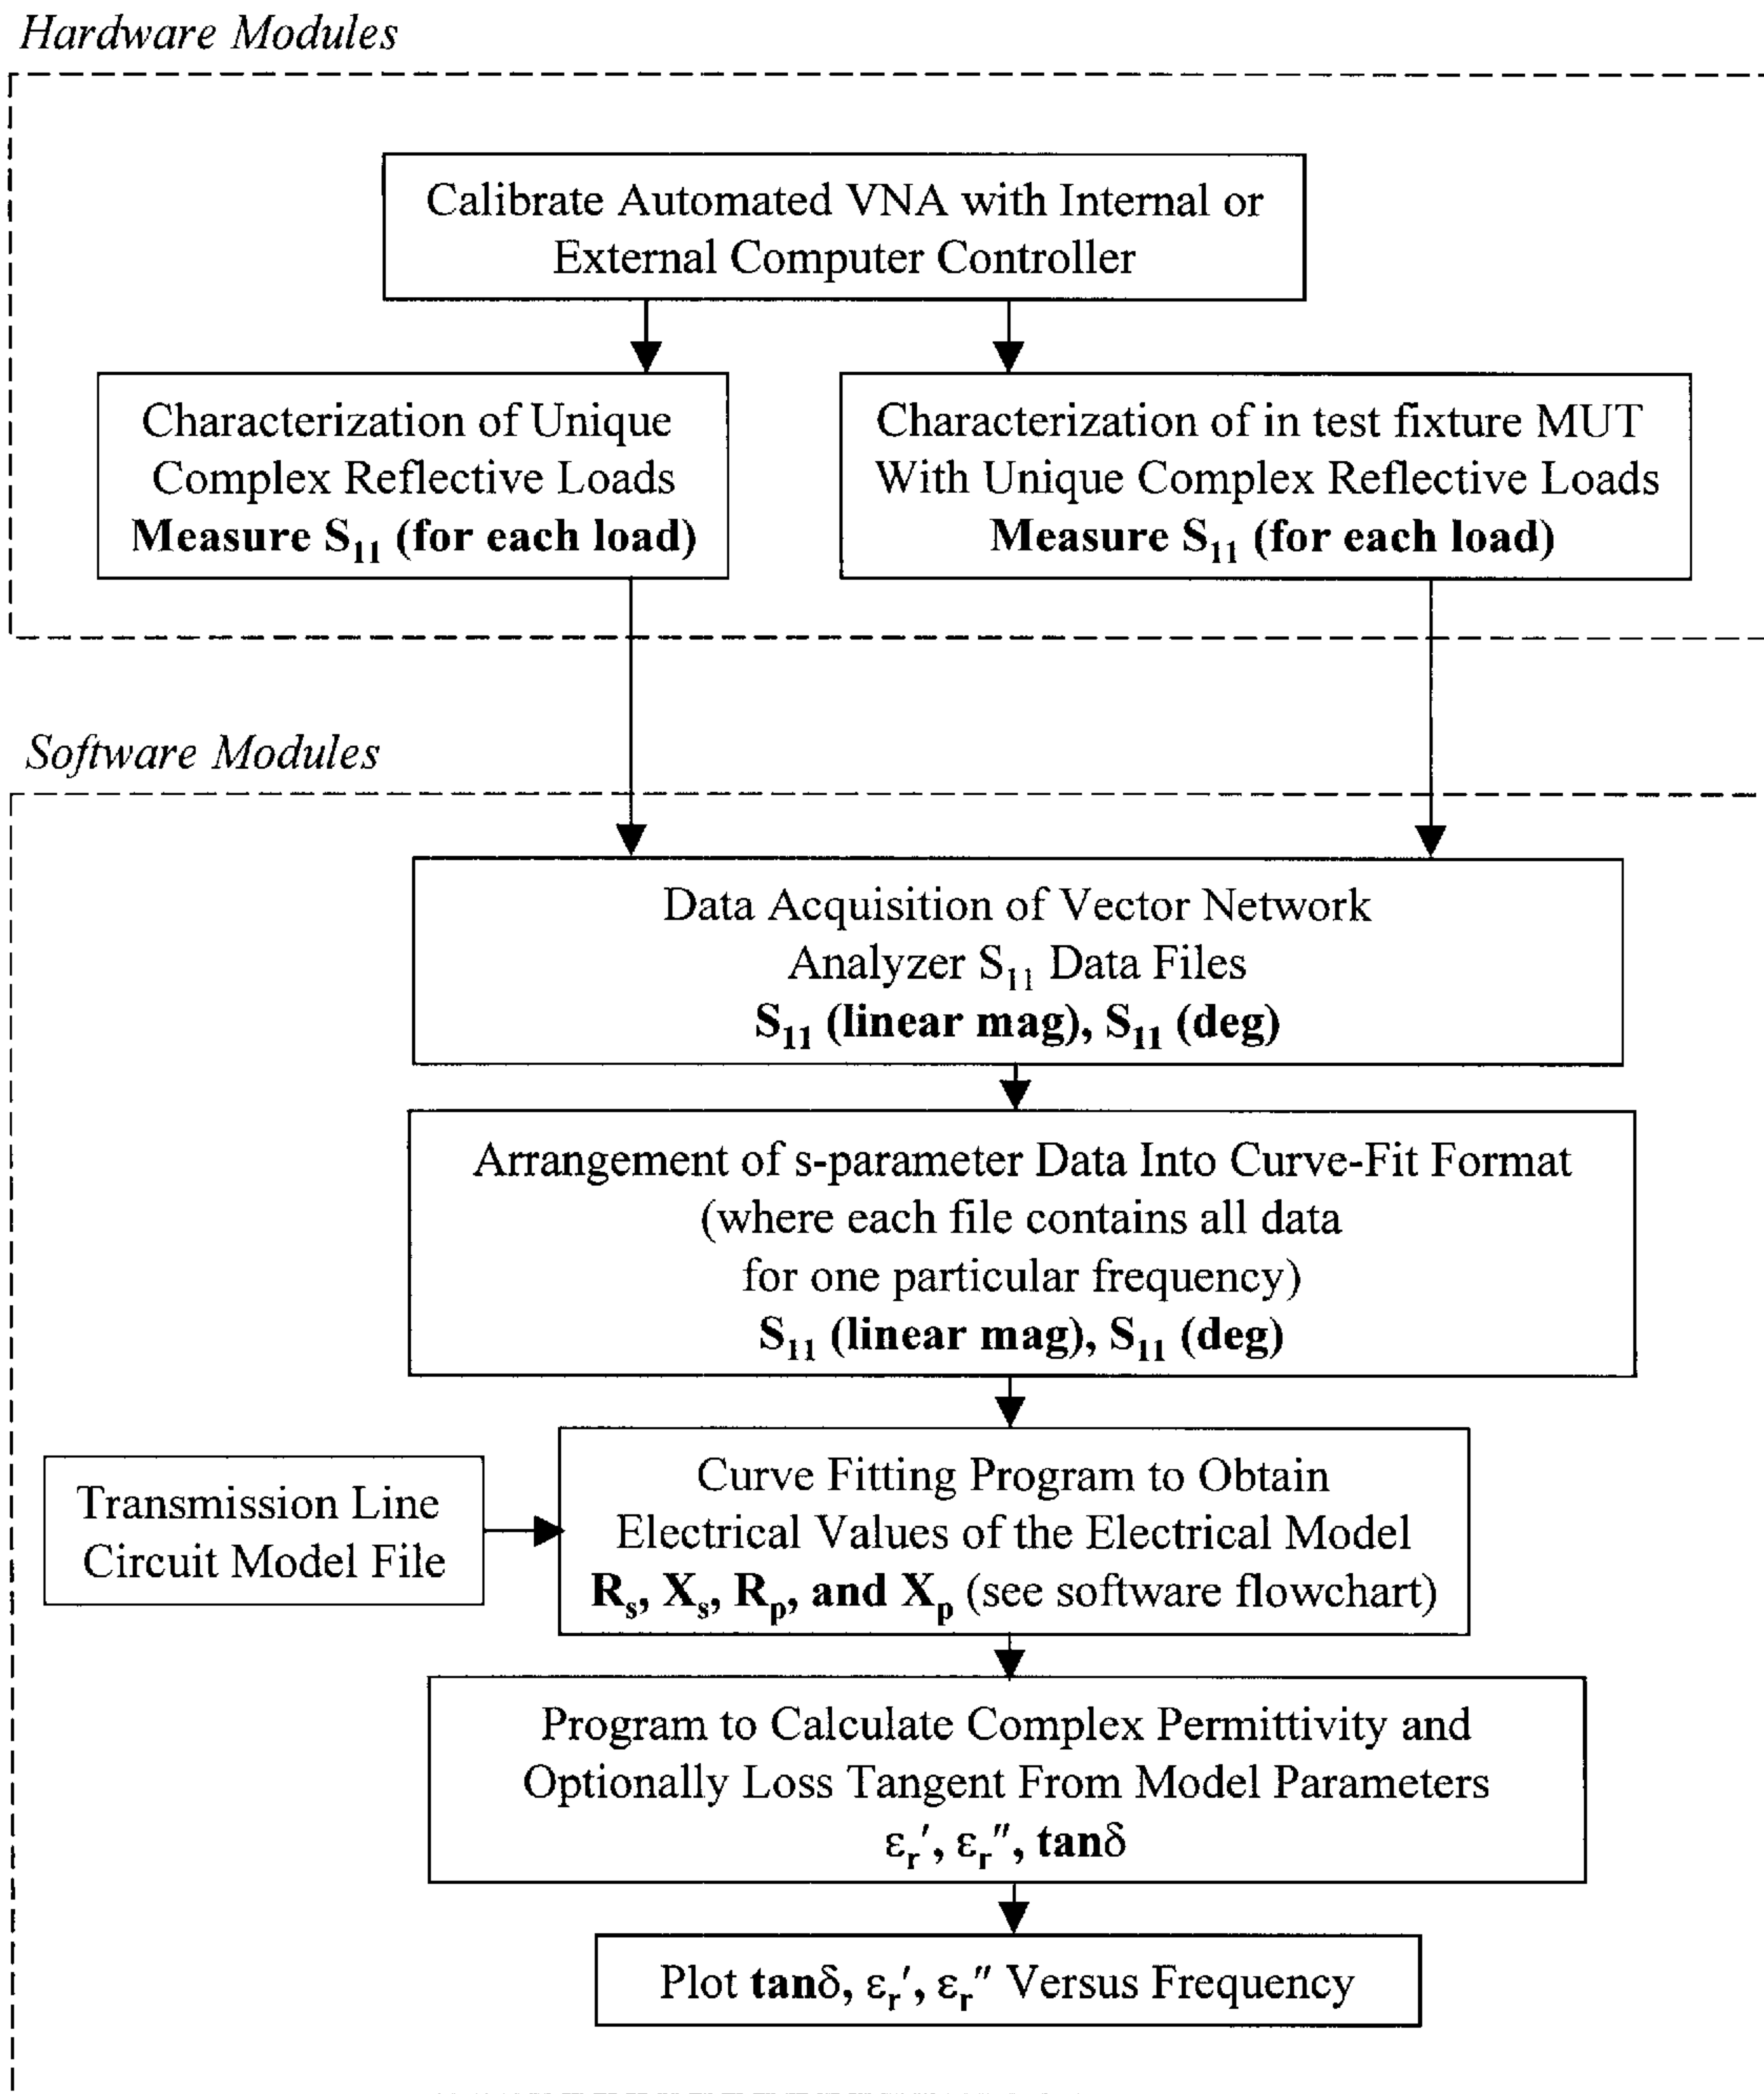 Hardware Modules
Calibrate Automated VNA with Internal or
External Computer Controller
Characterization of Unique
Complex Reflective Loads
Measure S₁₁ (for each load)
Characterization of in test fixture MUT
With Unique Complex Reflective Loads
Measure S₁₁ (for each load)
Software Modules
Data Acquisition of Vector Network
Analyzer S₁₁ Data Files
S₁₁ (linear mag), S₁₁ (deg)
Arrangement of s-parameter Data Into Curve-Fit Format
(where each file contains all data
for one particular frequency)
S₁₁ (linear mag), S₁₁ (deg)
Transmission Line
Circuit Model File
Curve Fitting Program to Obtain
Electrical Values of the Electrical Model
Rₛ, Xₛ, Rₚ, and Xₚ (see software flowchart)
Program to Calculate Complex Permittivity and
Optionally Loss Tangent From Model Parameters
εᵣ′, εᵣ″, tanδ
Plot tanδ, εᵣ′, εᵣ″ Versus Frequency